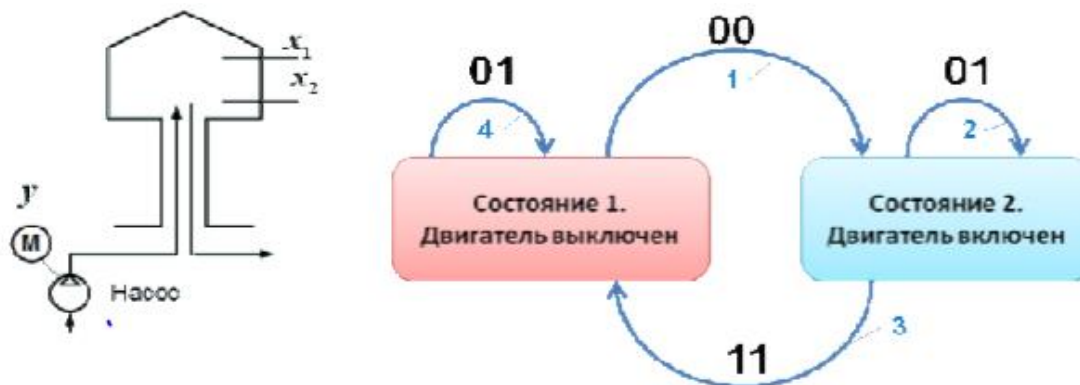 x1
x2
y
M
Насос
00
1
01
4
01
2
Состояние 1.
Двигатель выключен
Состояние 2.
Двигатель включен
3
11